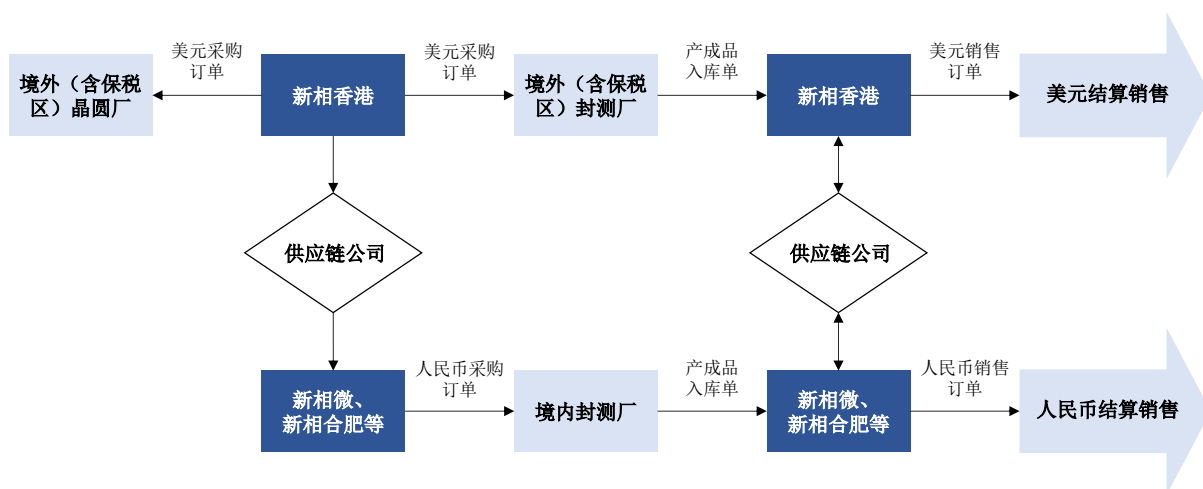 美元采购
订单
美元采购
订单
产成品
入库单
美元销售
订单
境外（含保税
区）晶圆厂
新相香港
境外（含保税
区）封测厂
新相香港
美元结算销售
供应链公司
供应链公司
人民币采购
订单
产成品
入库单
人民币销售
订单
新相微、
新相合肥等
境内封测厂
新相微、
新相合肥等
人民币结算销售